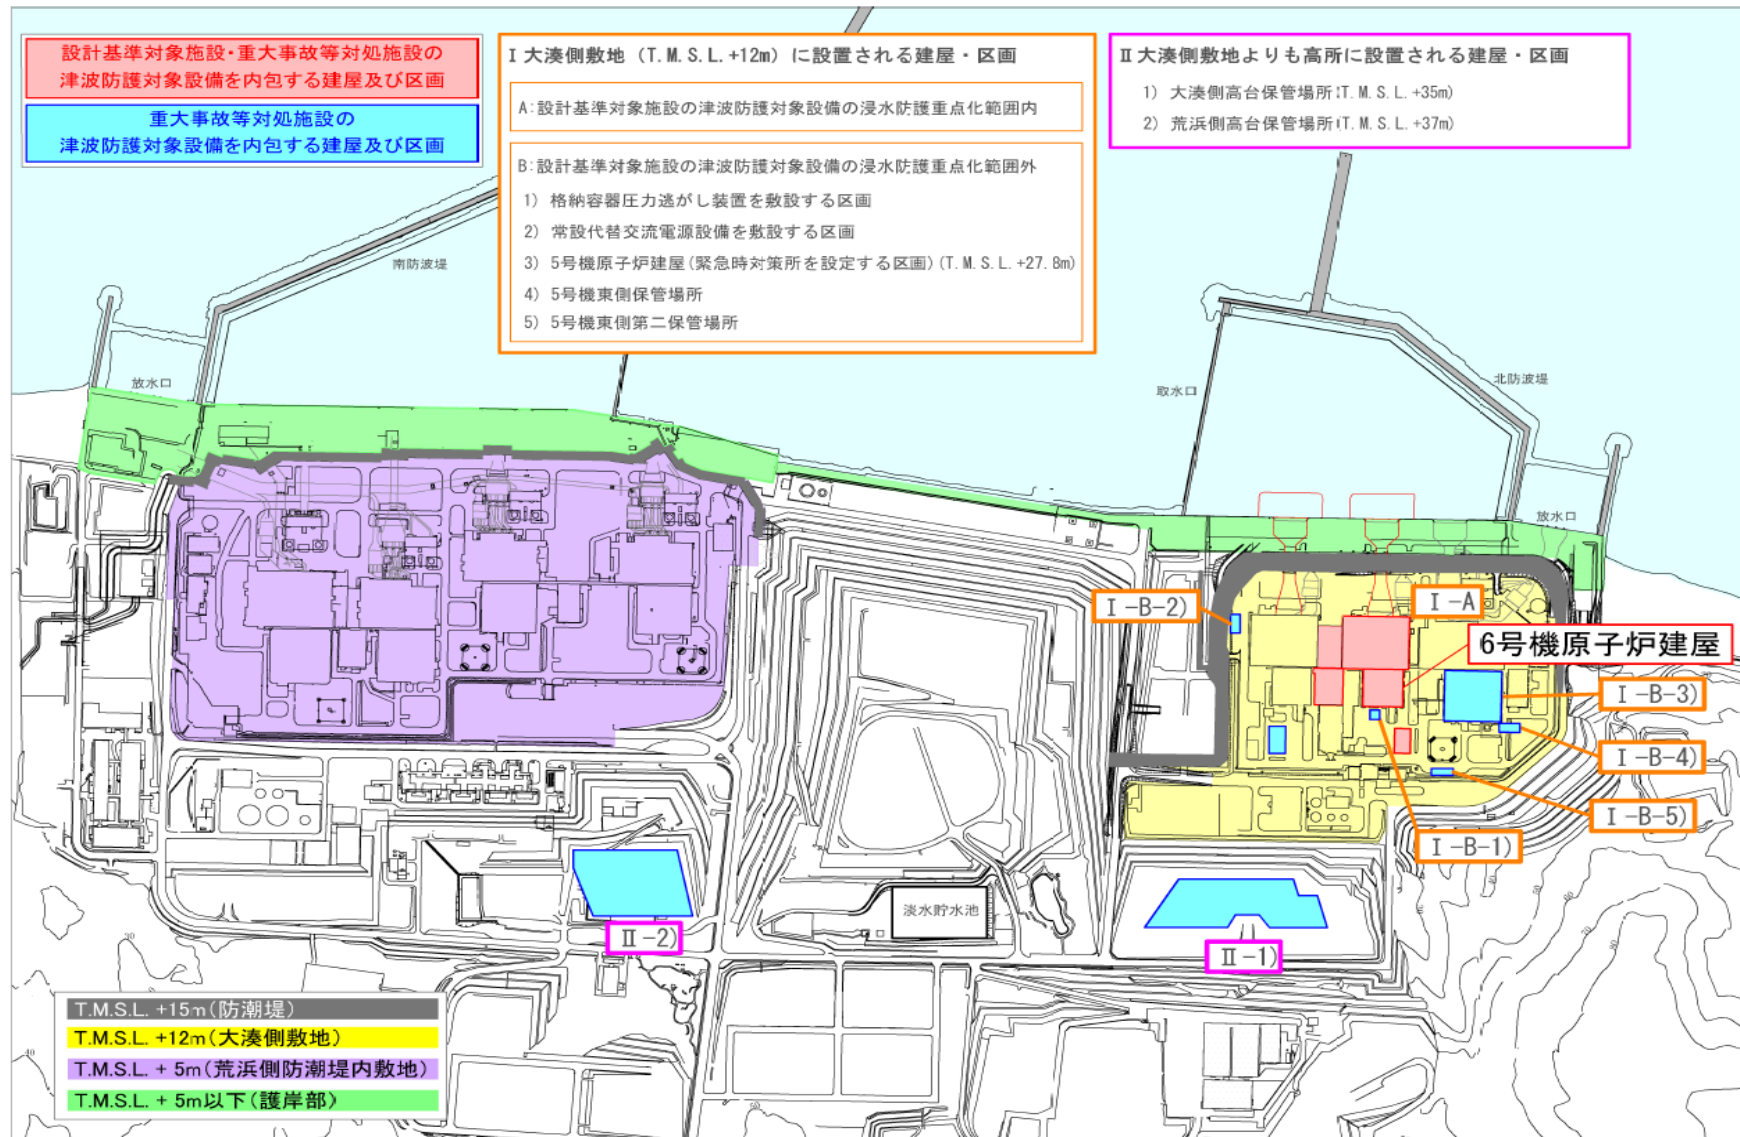 設計基準対象施設・重大事故等対処施設の
津波防護対象設備を内包する建屋及び区画
重大事故等対処施設の
津波防護対象設備を内包する建屋及び区画
Ⅰ 大湊側敷地（T.M.S.L.+12m）に設置される建屋・区画
A:設計基準対象施設の津波防護対象設備の浸水防護重点化範囲内
B:設計基準対象施設の津波防護対象設備の浸水防護重点化範囲外
1) 格納容器圧力逃がし装置を敷設する区画
2) 常設代替交流電源設備を敷設する区画
3) 5号機原子炉建屋(緊急時対策所を設定する区画)(T.M.S.L.+27.8m)
4) 5号機東側保管場所
5) 5号機東側第二保管場所
Ⅱ 大湊側敷地よりも高所に設置される建屋・区画
1) 大湊側高台保管場所(T.M.S.L.+35m)
2) 荒浜側高台保管場所(T.M.S.L.+37m)
南防波堤
放水口
取水口
北防波堤
放水口
Ⅰ-B-2)
Ⅰ-A
6号機原子炉建屋
Ⅰ-B-3)
Ⅰ-B-4)
Ⅰ-B-5)
Ⅰ-B-1)
淡水貯水池
Ⅱ-2)
Ⅱ-1)
T.M.S.L. +15m(防潮堤)
T.M.S.L. +12m(大湊側敷地)
T.M.S.L. + 5m(荒浜側防潮堤内敷地)
T.M.S.L. + 5m以下(護岸部)